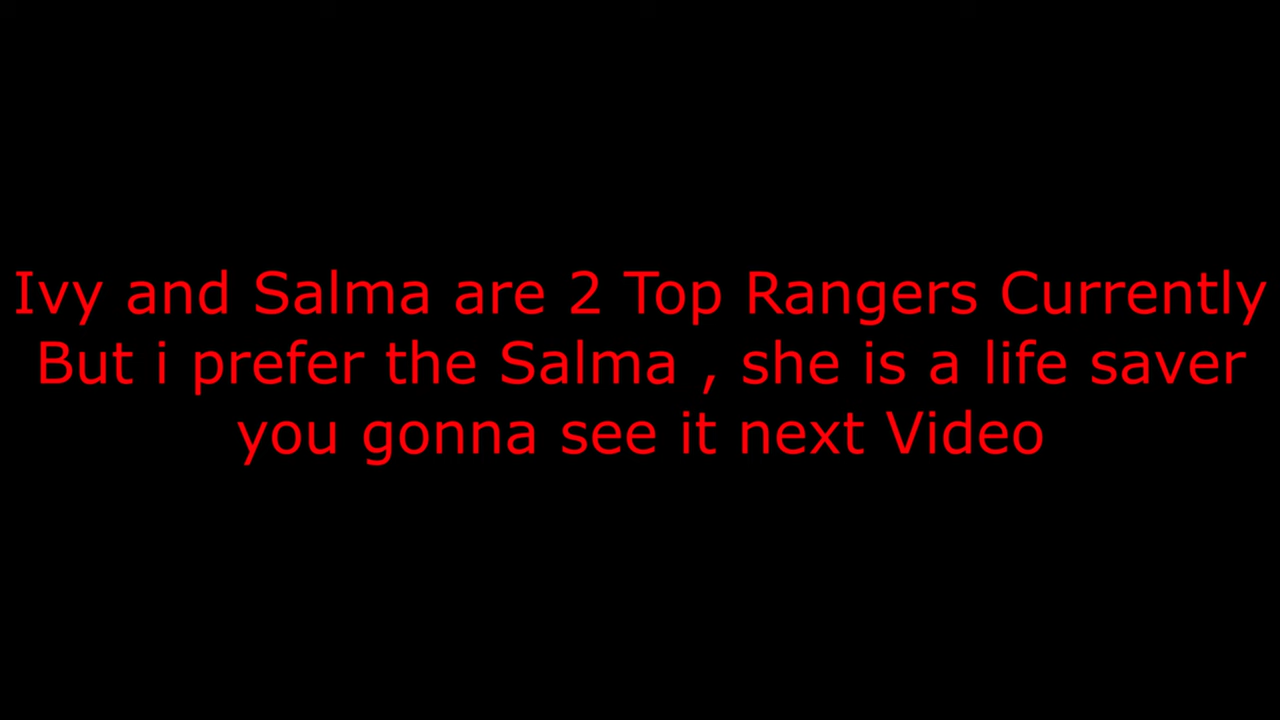 Ivy and Salma are 2 Top Rangers Currently
But i prefer the Salma , she is a life saver
you gonna see it next Video